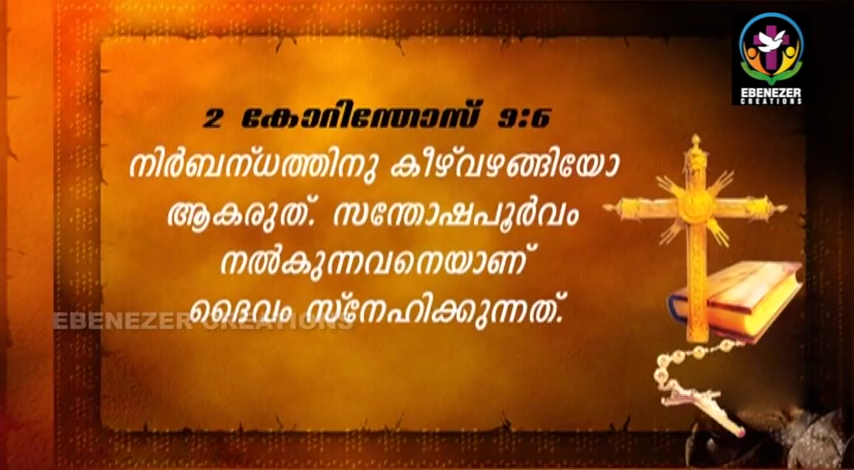 EBENEZER
CREATIONS
2 കോറിന്തോസ് 9:6
നിർബന്ധത്തിനു കീഴ്‌വഴങ്ങിയോ
ആകരുത്. സന്തോഷപൂർവം
നൽകുന്നവനെയാണ്
ദൈവം സ്നേഹിക്കുന്നത്.
EBENEZER CREATIONS